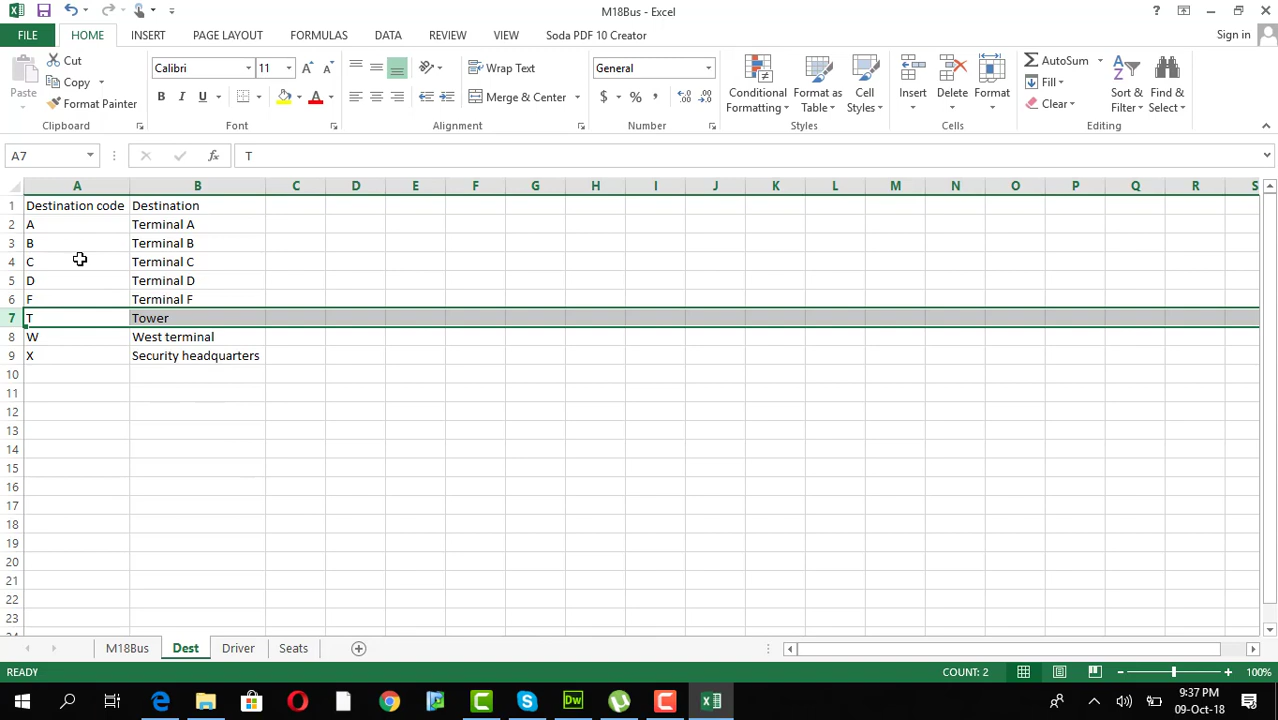 M18Bus - Excel
?
FILE HOME INSERT PAGE LAYOUT FORMULAS DATA REVIEW VIEW Soda PDF 10 Creator Sign in
Paste
Cut
Copy
Format Painter
Clipboard
Calibri 11 A A
B I U A
Font
Wrap Text
Merge & Center
Alignment
General
$ % , .0 .00 .00 .0
Number
Conditional Formatting
Format as Table
Cell Styles
Styles
Insert Delete Format
Cells
AutoSum
Fill
Clear
Sort & Filter
Find & Select
Editing
A7 fx T
A B C D E F G H I J K L M N O P Q R S
1 Destination code Destination
2 A Terminal A
3 B Terminal B
4 C Terminal C
5 D Terminal D
6 F Terminal F
7 T Tower
8 W West terminal
9 X Security headquarters
10
11
12
13
14
15
16
17
18
19
20
21
22
23
M18Bus Dest Driver Seats
READY COUNT: 2 100%
9:37 PM
09-Oct-18